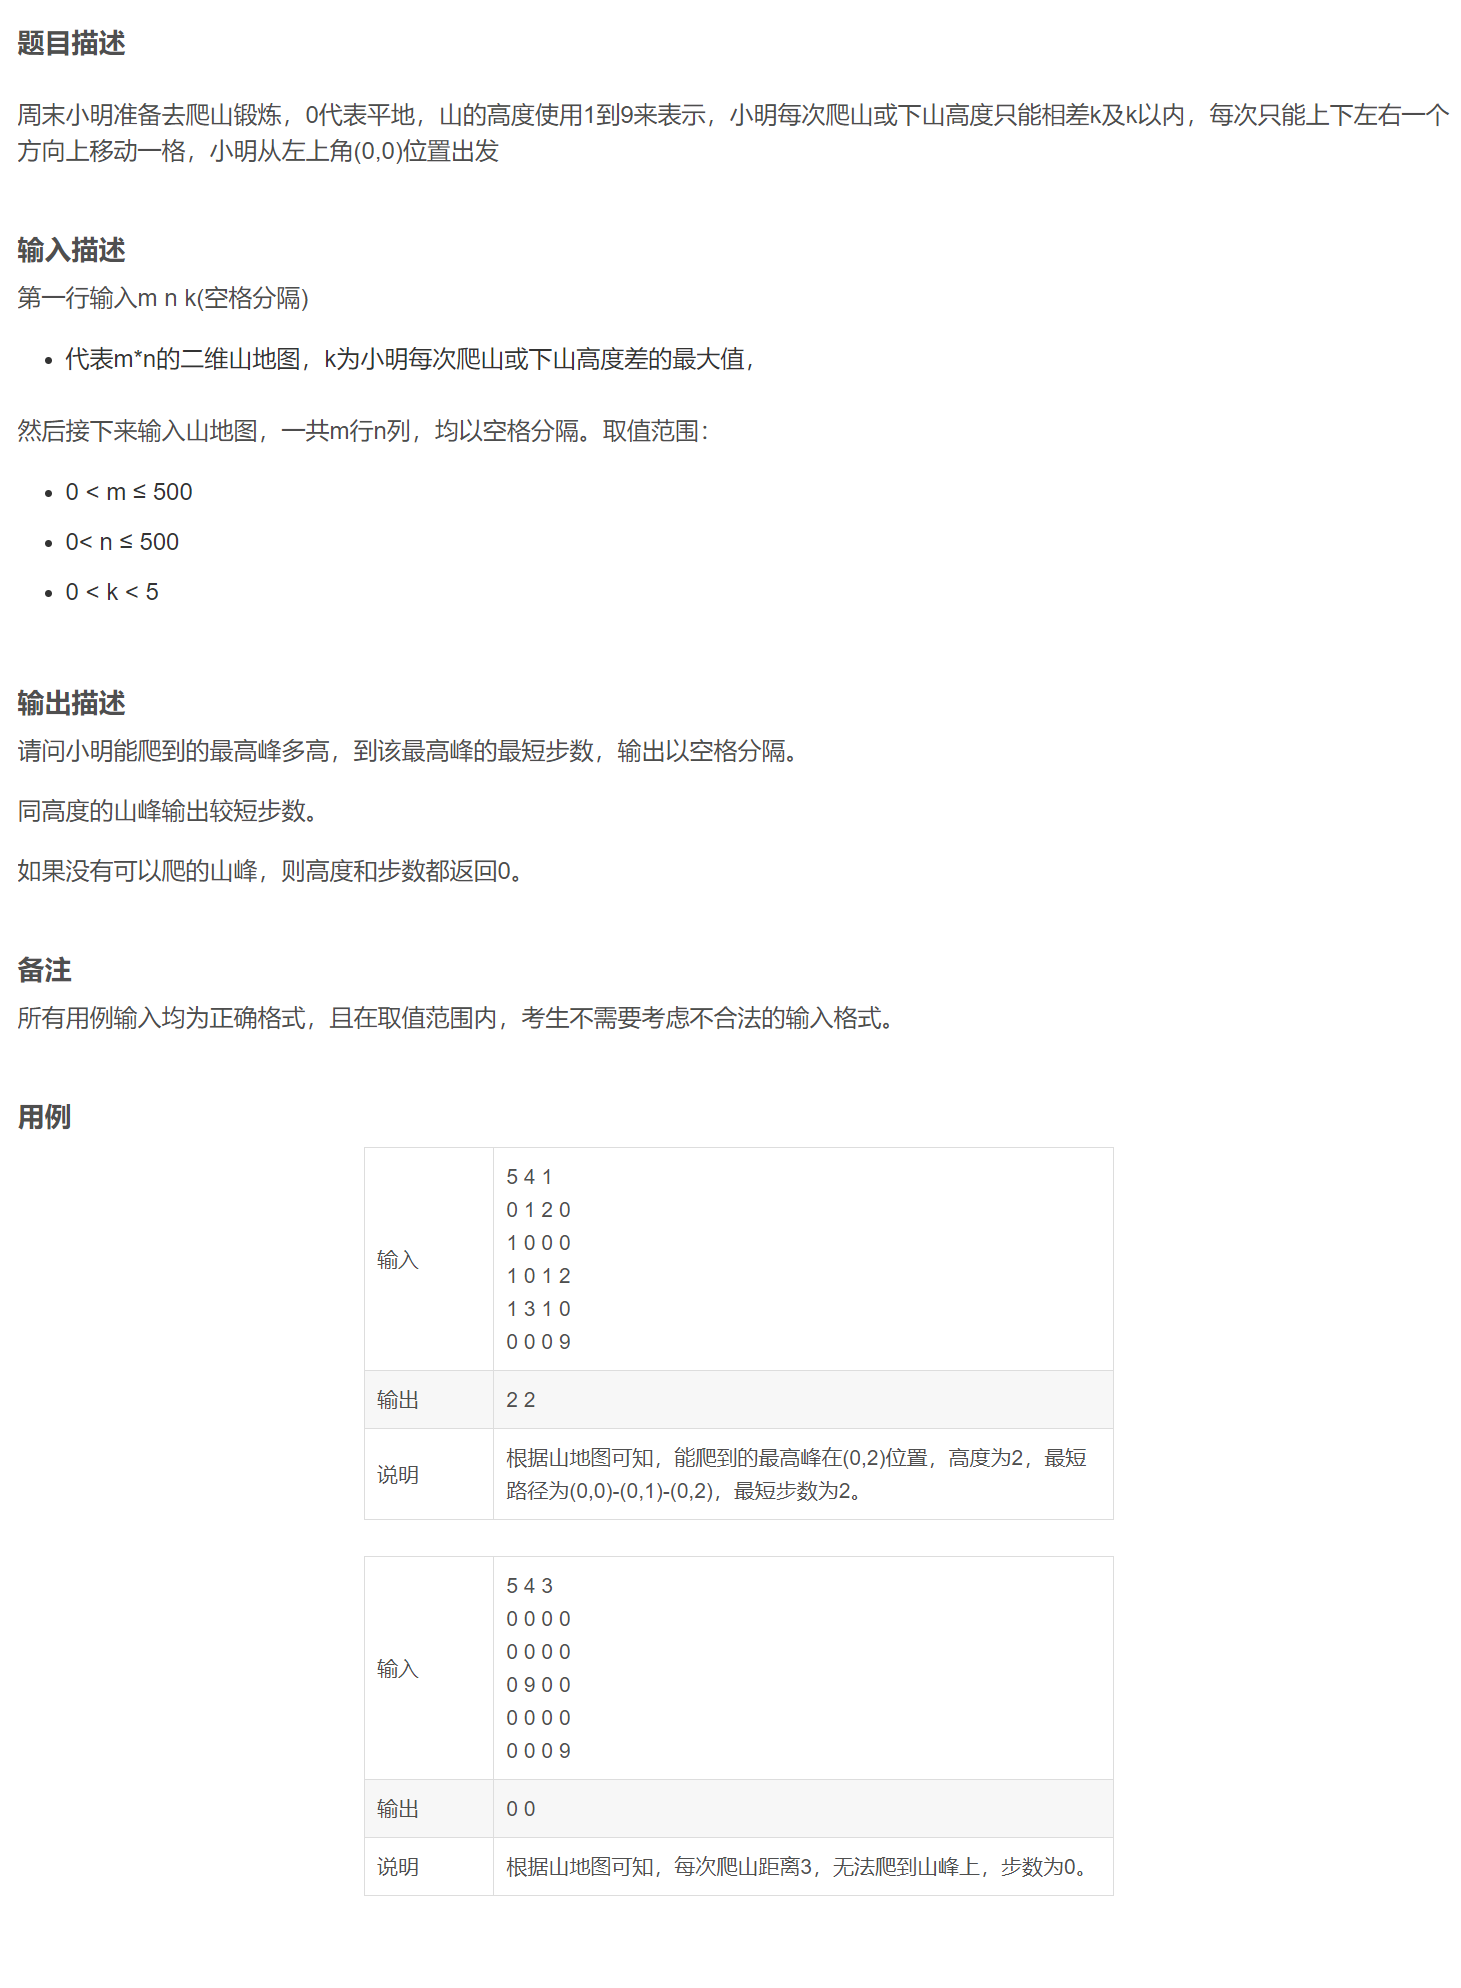 题目描述
周末小明准备去爬山锻炼，0代表平地，山的高度使用1到9来表示，小明每次爬山或下山高度只能相差k及k以内，每次只能上下左右一个
方向上移动一格，小明从左上角(0,0)位置出发
输入描述
第一行输入m n k(空格分隔)
• 代表m*n的二维山地图，k为小明每次爬山或下山高度差的最大值，
然后接下来输入山地图，一共m行n列，均以空格分隔。取值范围：
• 0 < m ≤ 500
• 0< n ≤ 500
• 0 < k < 5
输出描述
请问小明能爬到的最高峰多高，到该最高峰的最短步数，输出以空格分隔。
同高度的山峰输出较短步数。
如果没有可以爬的山峰，则高度和步数都返回0。
备注
所有用例输入均为正确格式，且在取值范围内，考生不需要考虑不合法的输入格式。
用例
输入
5 4 1
0 1 2 0
1 0 0 0
1 0 1 2
1 3 1 0
0 0 0 9
输出
2 2
说明
根据山地图可知，能爬到的最高峰在(0,2)位置，高度为2，最短
路径为(0,0)-(0,1)-(0,2)，最短步数为2。
输入
5 4 3
0 0 0 0
0 0 0 0
0 9 0 0
0 0 0 0
0 0 0 9
输出
0 0
说明
根据山地图可知，每次爬山距离3，无法爬到山峰上，步数为0。